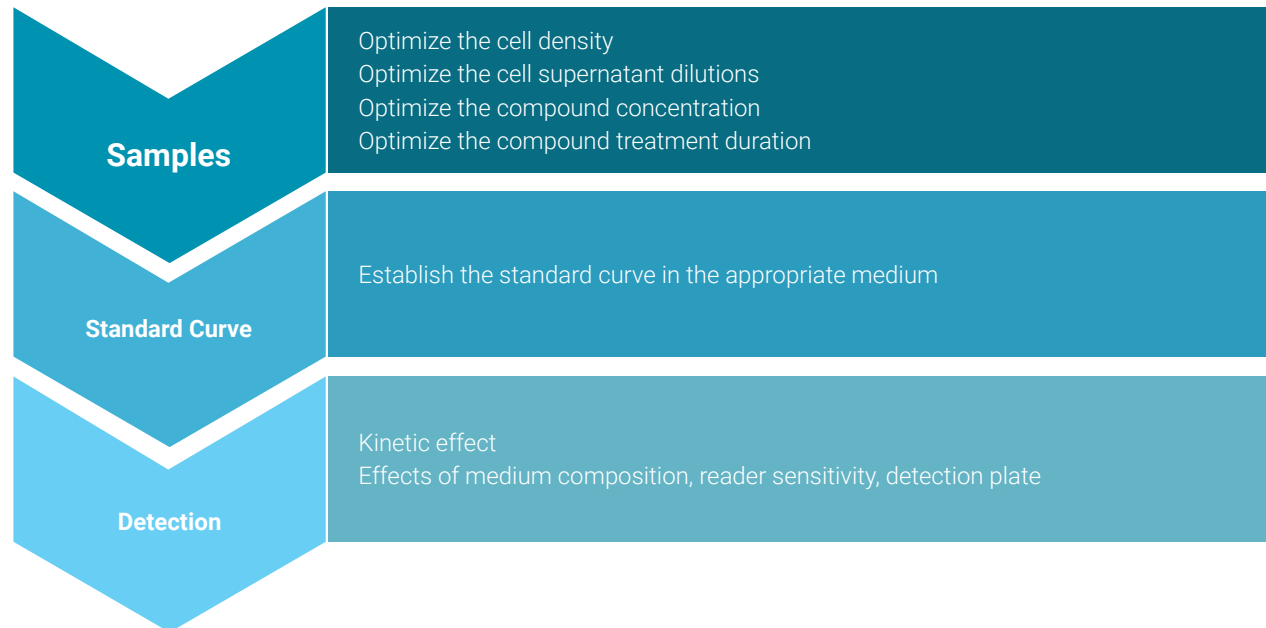 Samples
Optimize the cell density
Optimize the cell supernatant dilutions
Optimize the compound concentration
Optimize the compound treatment duration
Standard Curve
Establish the standard curve in the appropriate medium
Detection
Kinetic effect
Effects of medium composition, reader sensitivity, detection plate